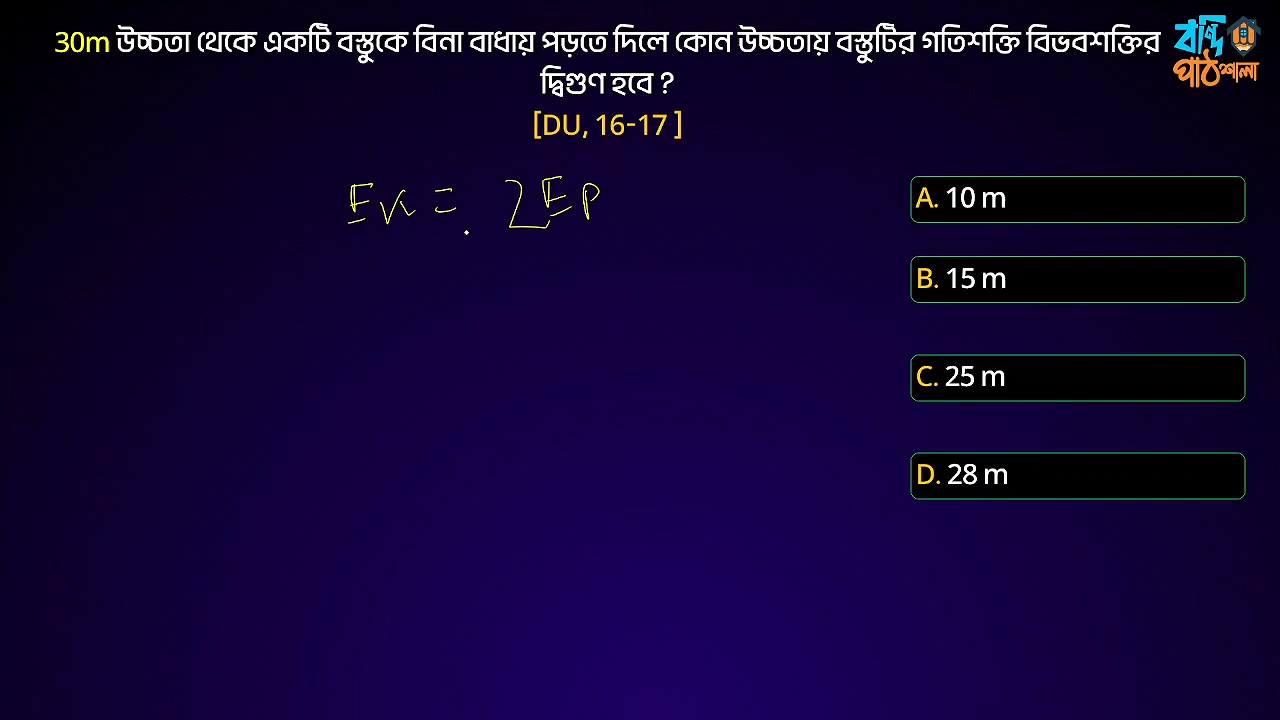 30m উচ্চতা থেকে একটি বস্তুকে বিনা বাধায় পড়তে দিলে কোন উচ্চতায় বস্তুটির গতিশক্তি বিভবশক্তির
দ্বিগুণ হবে ?
[DU, 16-17 ]
বন্দি
পাঠশালা
Ek = 2Ep
A. 10 m
B. 15 m
C. 25 m
D. 28 m